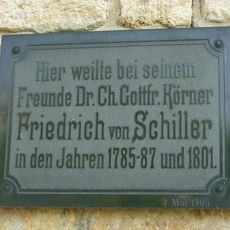 Hier weilte bei seinem
Freunde Dr. Ch. Gottfr. Körner
Friedrich von Schiller
in den Jahren 1785-87 und 1801.
9. Mai 1905.